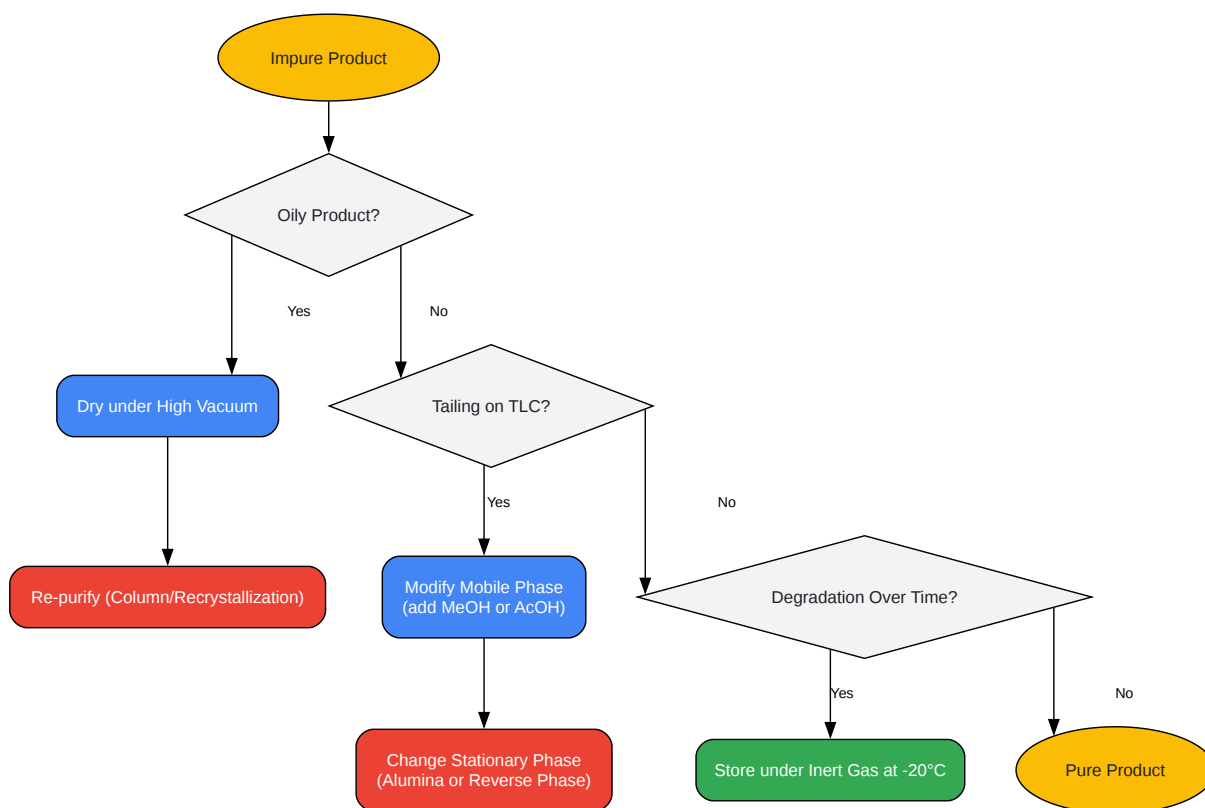 Impure Product
Oily Product?
Yes
No
Dry under High Vacuum
Tailing on TLC?
Yes
No
Re-purify (Column/Recrystallization)
Modify Mobile Phase
(add MeOH or AcOH)
Degradation Over Time?
Yes
No
Change Stationary Phase
(Alumina or Reverse Phase)
Store under Inert Gas at -20°C
Pure Product